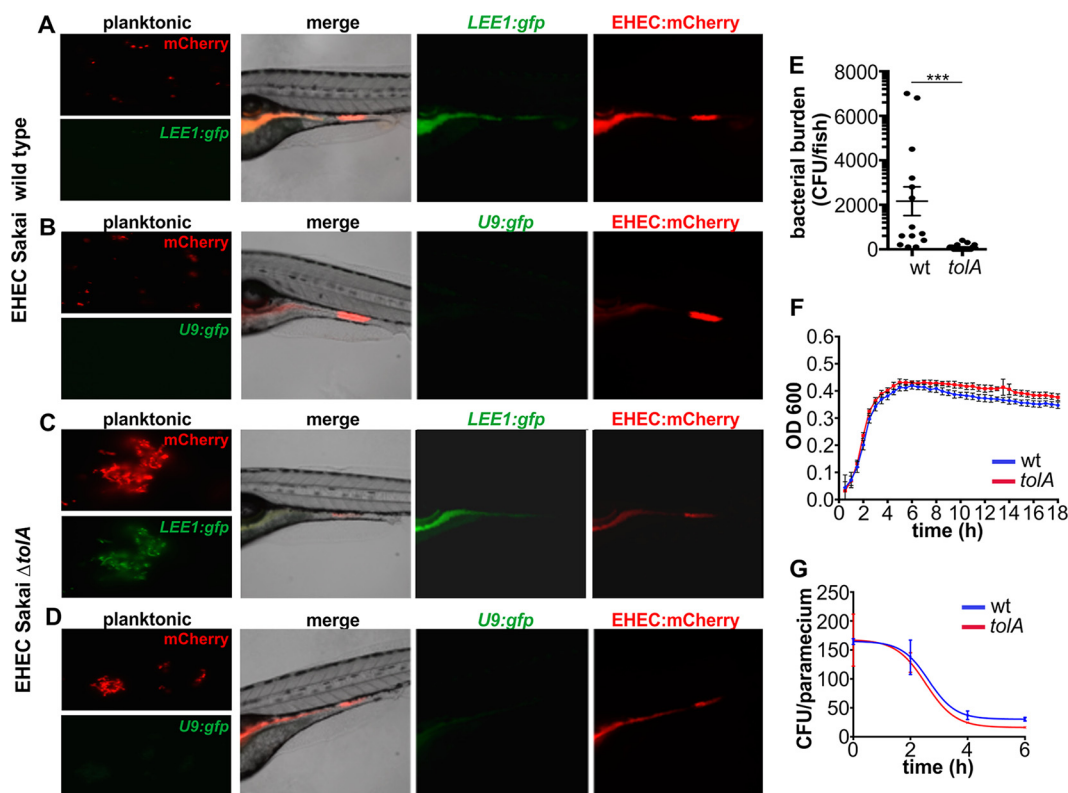 A
planktonic
merge
LEE1:gfp
EHEC:mCherry
mCherry
LEE1:gfp
EHEC Sakai wild type
B
planktonic
merge
U9:gfp
EHEC:mCherry
mCherry
U9:gfp
C
planktonic
merge
LEE1:gfp
EHEC:mCherry
mCherry
LEE1:gfp
EHEC Sakai ΔtolA
D
planktonic
merge
U9:gfp
EHEC:mCherry
mCherry
U9:gfp
E
bacterial burden
(CFU/fish)
8000
6000
4000
2000
0
***
wt
tolA
F
OD 600
0.6
0.5
0.4
0.3
0.2
0.1
0.0
wt
tolA
0 2 4 6 8 10 12 14 16 18
time (h)
G
CFU/paramecium
250
200
150
100
50
0
wt
tolA
0 2 4 6
time (h)